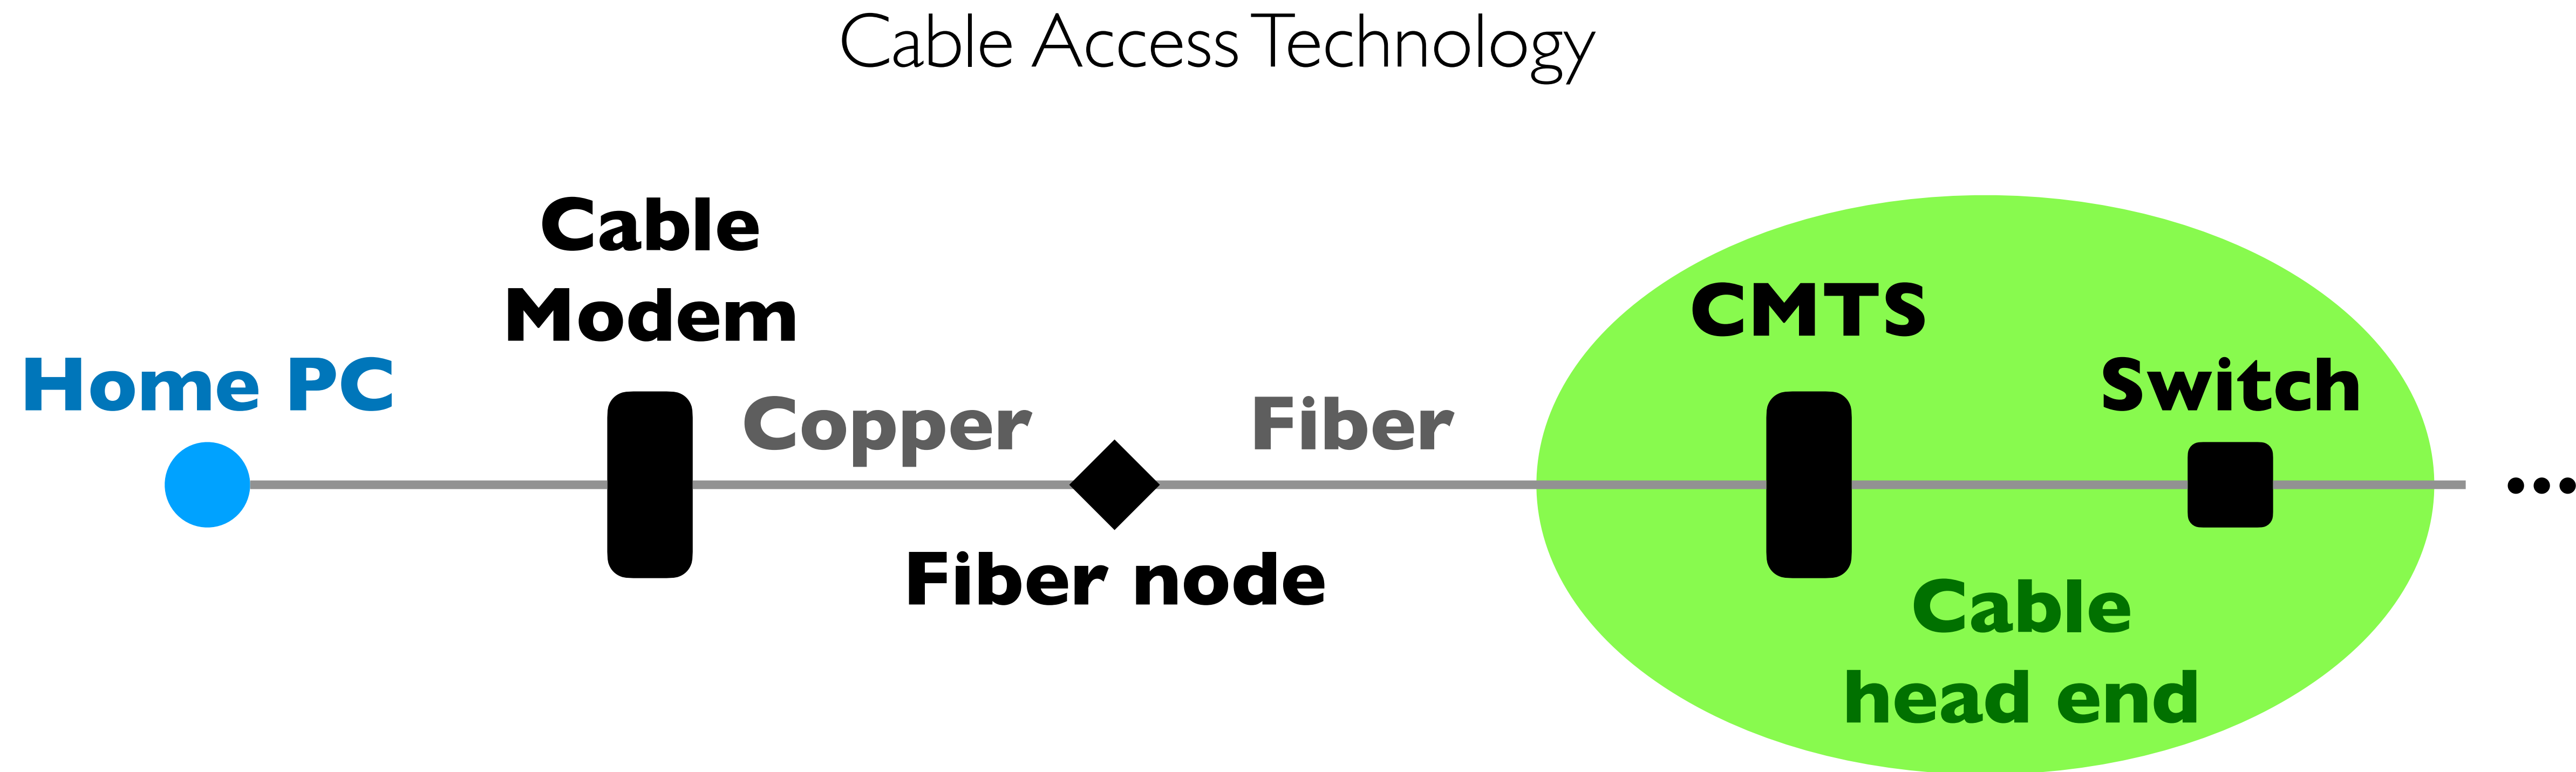 Cable Access Technology
Cable
Modem
Home PC
Copper
Fiber
Fiber node
CMTS
Switch
Cable
head end
...